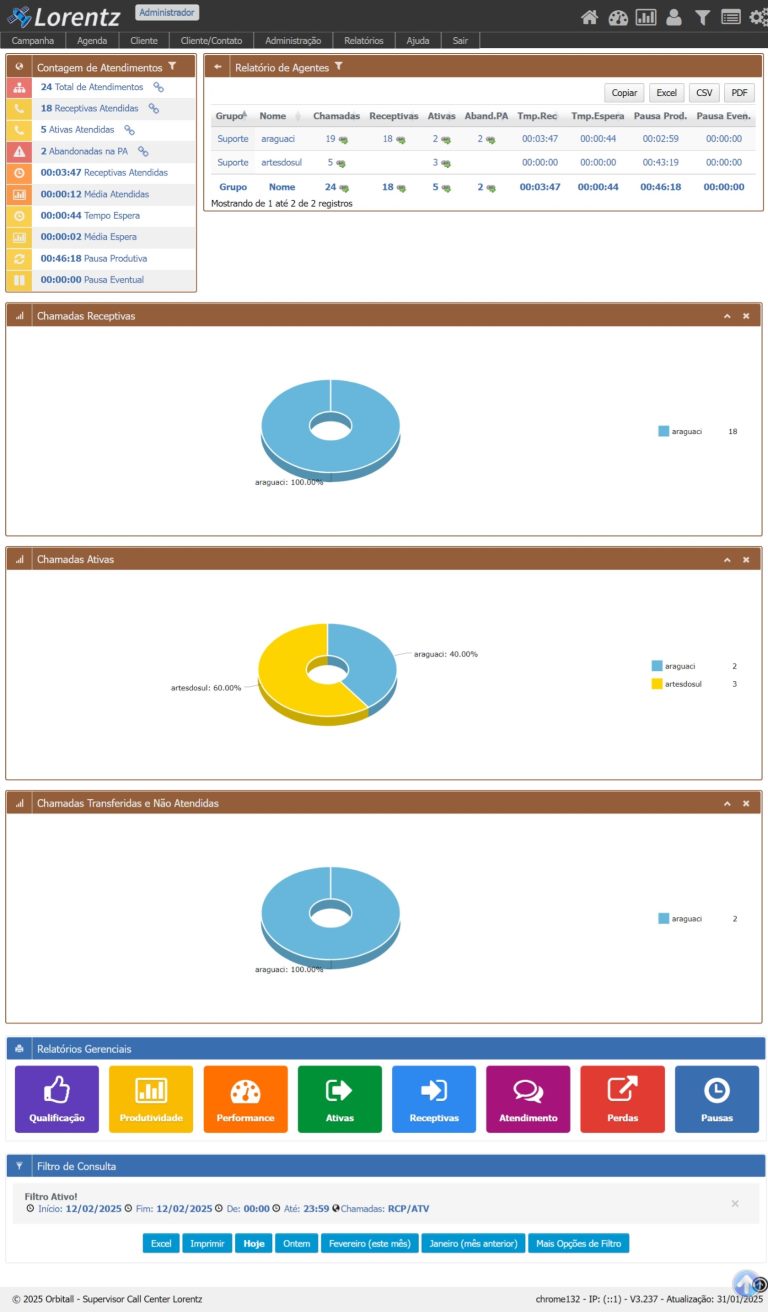 Lorentz
Administrador
Campanha Agenda Cliente Cliente/Contato Administração Relatórios Ajuda Sair
Contagem de Atendimentos
24 Total de Atendimentos
18 Receptivas Atendidas
5 Ativas Atendidas
2 Abandonadas na PA
00:03:47 Receptivas Atendidas
00:00:12 Média Atendidas
00:00:44 Tempo Espera
00:00:02 Média Espera
00:46:18 Pausa Produtiva
00:00:00 Pausa Eventual
Relatório de Agentes
Copiar Excel CSV PDF
Grupo Nome Chamadas Receptivas Ativas Aband.PA Tmp.Rec Tmp.Espera Pausa Prod. Pausa Even.
Suporte araguaci 19 18 2 2 00:03:47 00:00:44 00:02:59 00:00:00
Suporte artesdosul 5 3 00:00:00 00:00:00 00:43:19 00:00:00
Grupo Nome 24 18 5 2 00:03:47 00:00:44 00:46:18 00:00:00
Mostrando de 1 até 2 de 2 registros
Chamadas Receptivas
araguaci: 100.00%
araguaci 18
Chamadas Ativas
araguaci: 40.00%
artesdosul: 60.00%
araguaci 2
artesdosul 3
Chamadas Transferidas e Não Atendidas
araguaci: 100.00%
araguaci 2
Relatórios Gerenciais
Qualificação Produtividade Performance Ativas Receptivas Atendimento Perdas Pausas
Filtro de Consulta
Filtro Ativo!
Início: 12/02/2025 Fim: 12/02/2025 De: 00:00 Até: 23:59 Chamadas: RCP/ATV
Excel Imprimir Hoje Ontem Fevereiro (este mês) Janeiro (mês anterior) Mais Opções de Filtro
© 2025 Orbitall - Supervisor Call Center Lorentz
chrome132 - IP: (::1) - V3.237 - Atualização: 31/01/2025